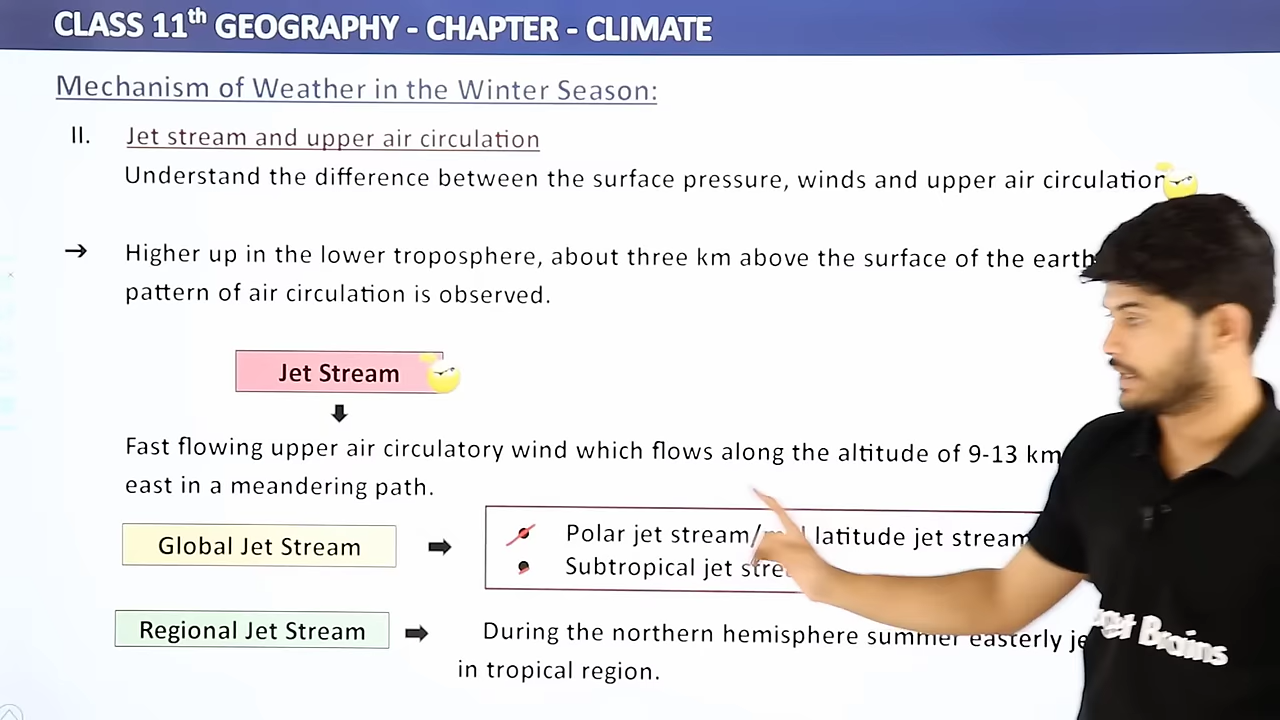 CLASS 11th GEOGRAPHY - CHAPTER - CLIMATE
Mechanism of Weather in the Winter Season:
II. Jet stream and upper air circulation
Understand the difference between the surface pressure, winds and upper air circulation
→ Higher up in the lower troposphere, about three km above the surface of the earth
pattern of air circulation is observed.
Jet Stream
Fast flowing upper air circulatory wind which flows along the altitude of 9-13 km
east in a meandering path.
Global Jet Stream
• Polar jet stream/ latitude jet stream
• Subtropical jet
Regional Jet Stream
During the northern hemisphere summer easterly
in tropical region.
Brains